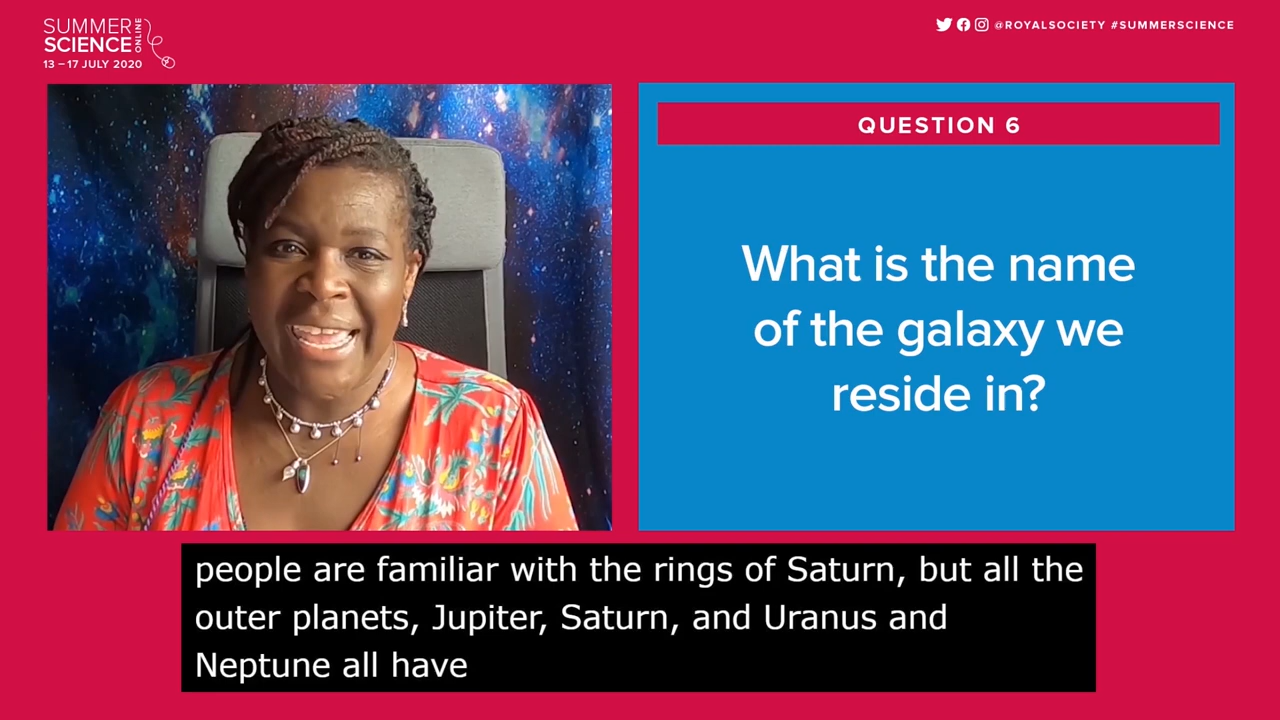 SUMMER
SCIENCE
ONLINE
13 – 17 JULY 2020
@ROYALSOCIETY #SUMMERSCIENCE
QUESTION 6
What is the name
of the galaxy we
reside in?
people are familiar with the rings of Saturn, but all the
outer planets, Jupiter, Saturn, and Uranus and
Neptune all have